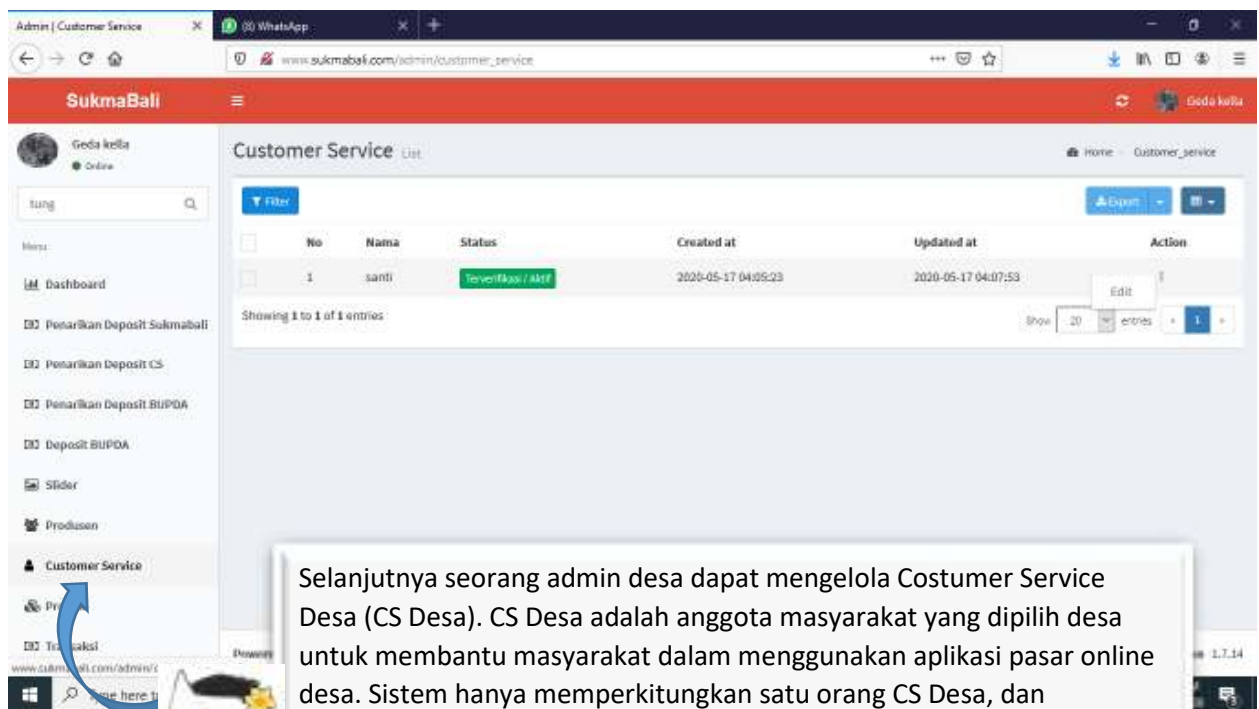 Admin | Customer Service
(8) WhatsApp
www.sukmabali.com/admin/customer_service
SukmaBali
Geda kella
Geda kella
Online
Customer Service List
Home
Customer_service
tung
Filter
Export
Menu
No Nama Status Created at Updated at Action
1 santi Terverifikasi / Aktif 2020-05-17 04:05:23 2020-05-17 04:07:53
Edit
Showing 1 to 1 of 1 entries
Show 20 entries « 1 »
Dashboard
Penarikan Deposit Sukmabali
Penarikan Deposit CS
Penarikan Deposit BUPDA
Deposit BUPDA
Slider
Produsen
Customer Service
Selanjutnya seorang admin desa dapat mengelola Costumer Service
Desa (CS Desa). CS Desa adalah anggota masyarakat yang dipilih desa
untuk membantu masyarakat dalam menggunakan aplikasi pasar online
desa. Sistem hanya memperkitungkan satu orang CS Desa, dan
1.7.14